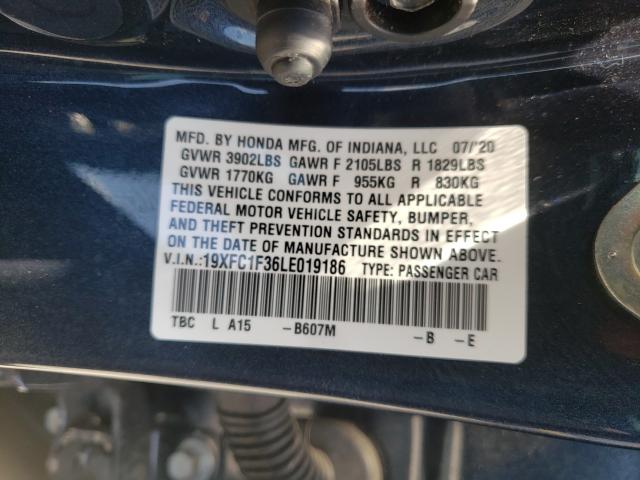 MFD. BY HONDA MFG. OF INDIANA, LLC 07/'20
GVWR 3902LBS GAWR F 2105LBS R 1829LBS
GVWR 1770KG GAWR F 955KG R 830KG
THIS VEHICLE CONFORMS TO ALL APPLICABLE
FEDERAL MOTOR VEHICLE SAFETY, BUMPER,
AND THEFT PREVENTION STANDARDS IN EFFECT
ON THE DATE OF MANUFACTURE SHOWN ABOVE.
V.I.N.:19XFC1F36LE019186 TYPE: PASSENGER CAR
TBC L A15 -B607M -B -E